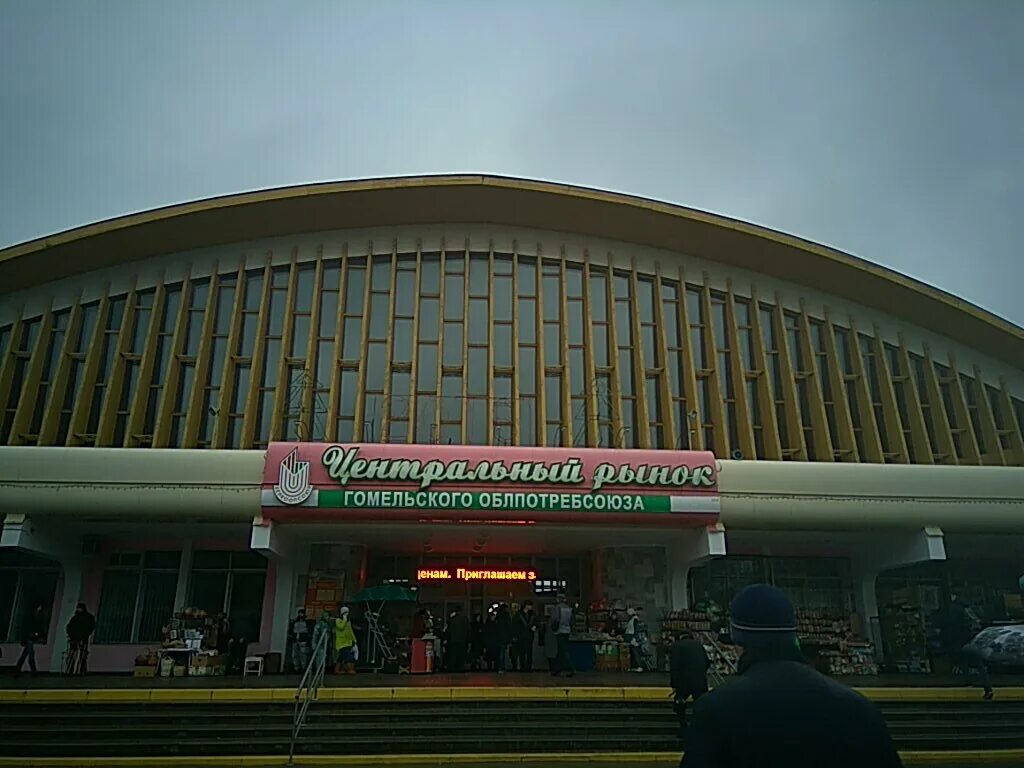 Центральный рынок
ГОМЕЛЬСКОГО ОБЛПОТРЕБСОЮЗА
ценам. Приглашаем з